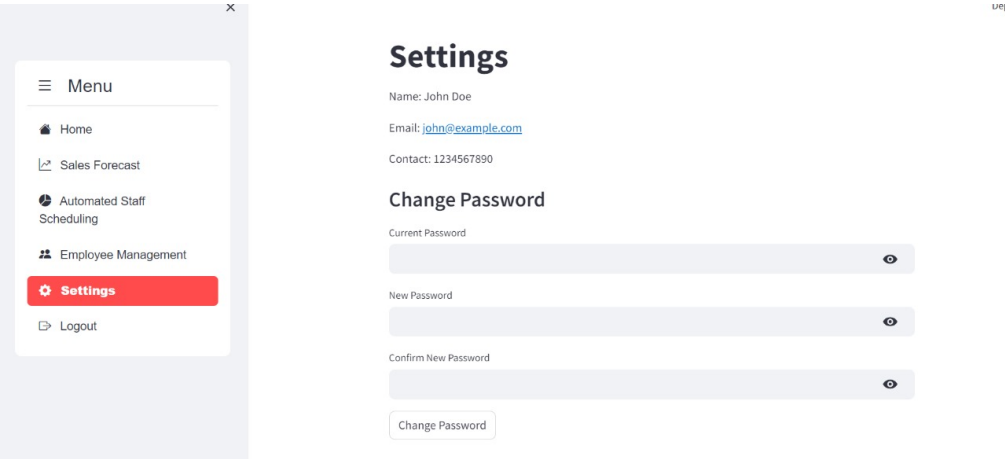 Settings
Name: John Doe
Email: john@example.com
Contact: 1234567890
Menu
Home
Sales Forecast
Automated Staff
Scheduling
Employee Management
Settings
Logout
Change Password
Current Password
New Password
Confirm New Password
Change Password